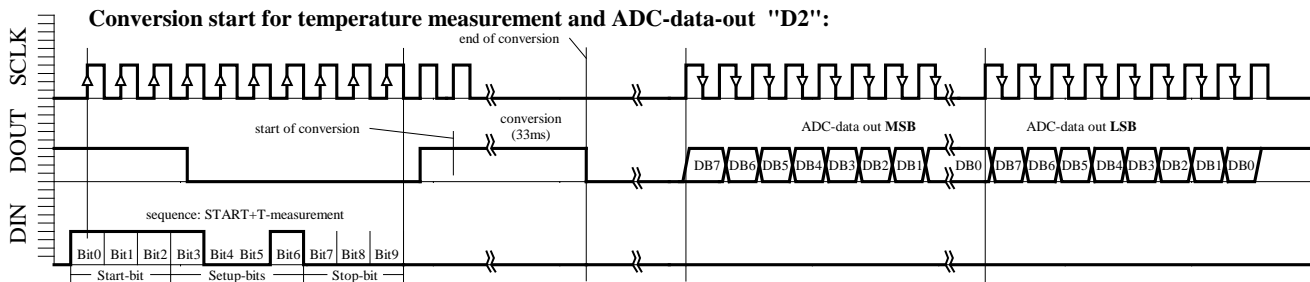 Conversion start for temperature measurement and ADC-data-out "D2":
end of conversion
SCLK
DOUT
start of conversion
conversion
(33ms)
ADC-data out MSB
ADC-data out LSB
DB7 DB6 DB5 DB4 DB3 DB2 DB1 DB0 DB7 DB6 DB5 DB4 DB3 DB2 DB1 DB0
DIN
sequence: START+T-measurement
Bit0 Bit1 Bit2 Bit3 Bit4 Bit5 Bit6 Bit7 Bit8 Bit9
Start-bit Setup-bits Stop-bit